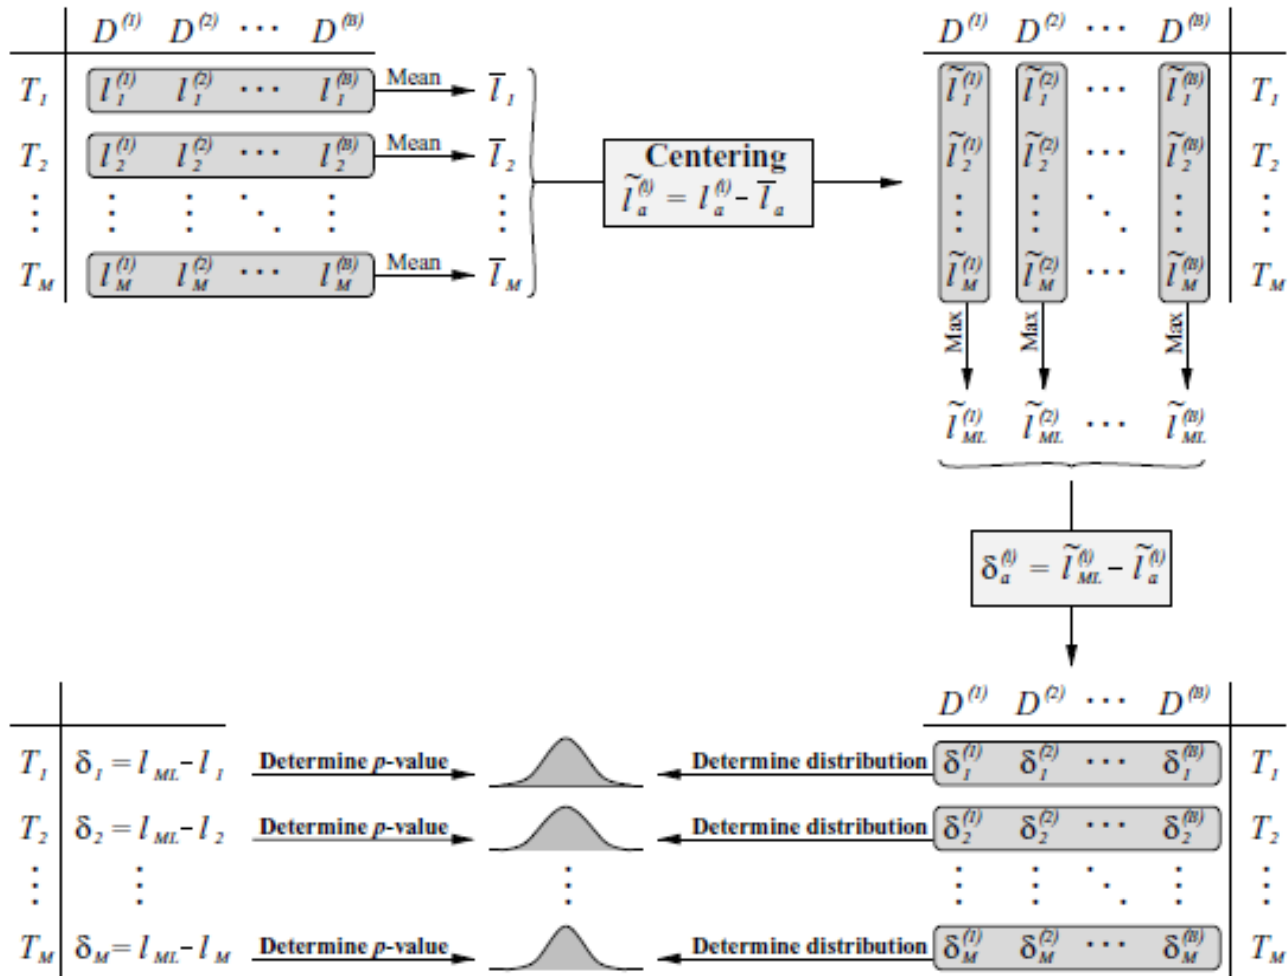 D^(1) D^(2) ⋯ D^(B)
T_1 l_1^(1) l_1^(2) ⋯ l_1^(B) Mean l̅_1
T_2 l_2^(1) l_2^(2) ⋯ l_2^(B) Mean l̅_2
⋮ ⋮ ⋮ ⋱ ⋮ ⋮
T_M l_M^(1) l_M^(2) ⋯ l_M^(B) Mean l̅_M
Centering
l̃_a^(i) = l_a^(i) - l̅_a
D^(1) D^(2) ⋯ D^(B)
l̃_1^(1) l̃_1^(2) ⋯ l̃_1^(B) T_1
l̃_2^(1) l̃_2^(2) ⋯ l̃_2^(B) T_2
⋮ ⋮ ⋱ ⋮ ⋮
l̃_M^(1) l̃_M^(2) ⋯ l̃_M^(B) T_M
Max Max Max
l̃_ML^(1) l̃_ML^(2) ⋯ l̃_ML^(B)
δ_a^(i) = l̃_ML^(i) - l̃_a^(i)
D^(1) D^(2) ⋯ D^(B)
T_1 δ_1 = l_ML - l_1 Determine p-value Determine distribution δ_1^(1) δ_1^(2) ⋯ δ_1^(B) T_1
T_2 δ_2 = l_ML - l_2 Determine p-value Determine distribution δ_2^(1) δ_2^(2) ⋯ δ_2^(B) T_2
⋮ ⋮ ⋮ ⋮ ⋮ ⋱ ⋮ ⋮
T_M δ_M = l_ML - l_M Determine p-value Determine distribution δ_M^(1) δ_M^(2) ⋯ δ_M^(B) T_M